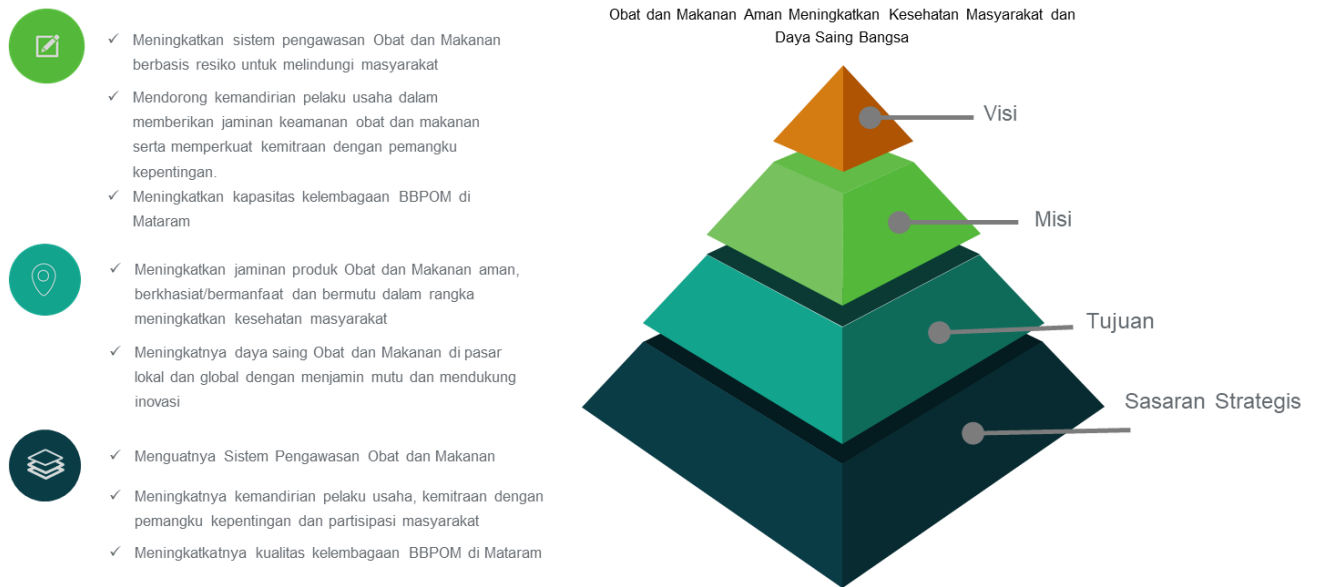 Meningkatkan sistem pengawasan Obat dan Makanan
berbasis resiko untuk melindungi masyarakat
Mendorong kemandirian pelaku usaha dalam
memberikan jaminan keamanan obat dan makanan
serta memperkuat kemitraan dengan pemangku
kepentingan.
Meningkatkan kapasitas kelembagaan BBPOM di
Mataram
Meningkatkan jaminan produk Obat dan Makanan aman,
berkhasiat/bermanfaat dan bermutu dalam rangka
meningkatkan kesehatan masyarakat
Meningkatnya daya saing Obat dan Makanan di pasar
lokal dan global dengan menjamin mutu dan mendukung
inovasi
Menguatnya Sistem Pengawasan Obat dan Makanan
Meningkatnya kemandirian pelaku usaha, kemitraan dengan
pemangku kepentingan dan partisipasi masyarakat
Meningkatkatnya kualitas kelembagaan BBPOM di Mataram
Obat dan Makanan Aman Meningkatkan Kesehatan Masyarakat dan
Daya Saing Bangsa
Visi
Misi
Tujuan
Sasaran Strategis